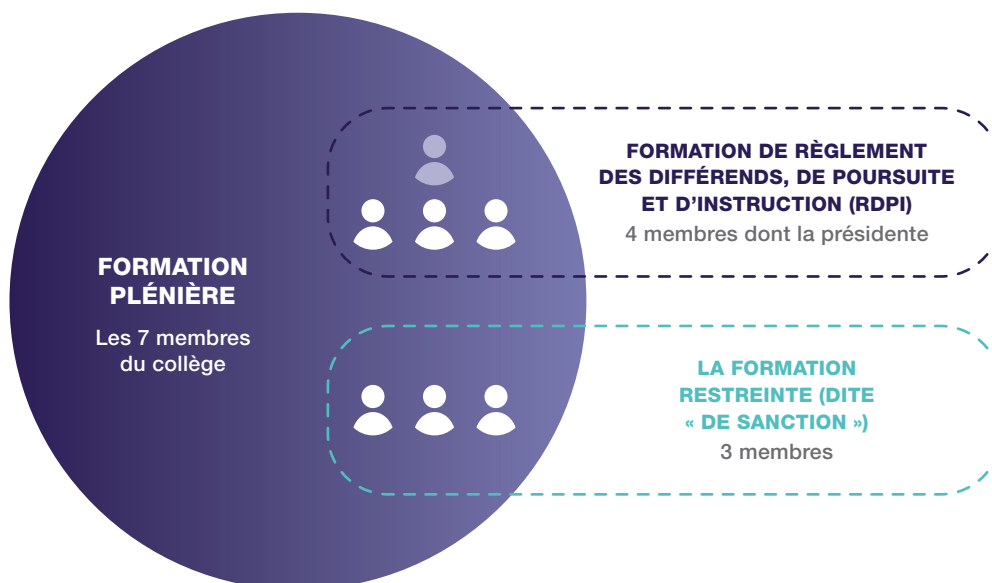 FORMATION
PLÉNIÈRE
Les 7 membres
du collège
FORMATION DE RÈGLEMENT
DES DIFFÉRENDS, DE POURSUITE
ET D’INSTRUCTION (RDPI)
4 membres dont la présidente
LA FORMATION
RESTREINTE (DITE
« DE SANCTION »)
3 membres